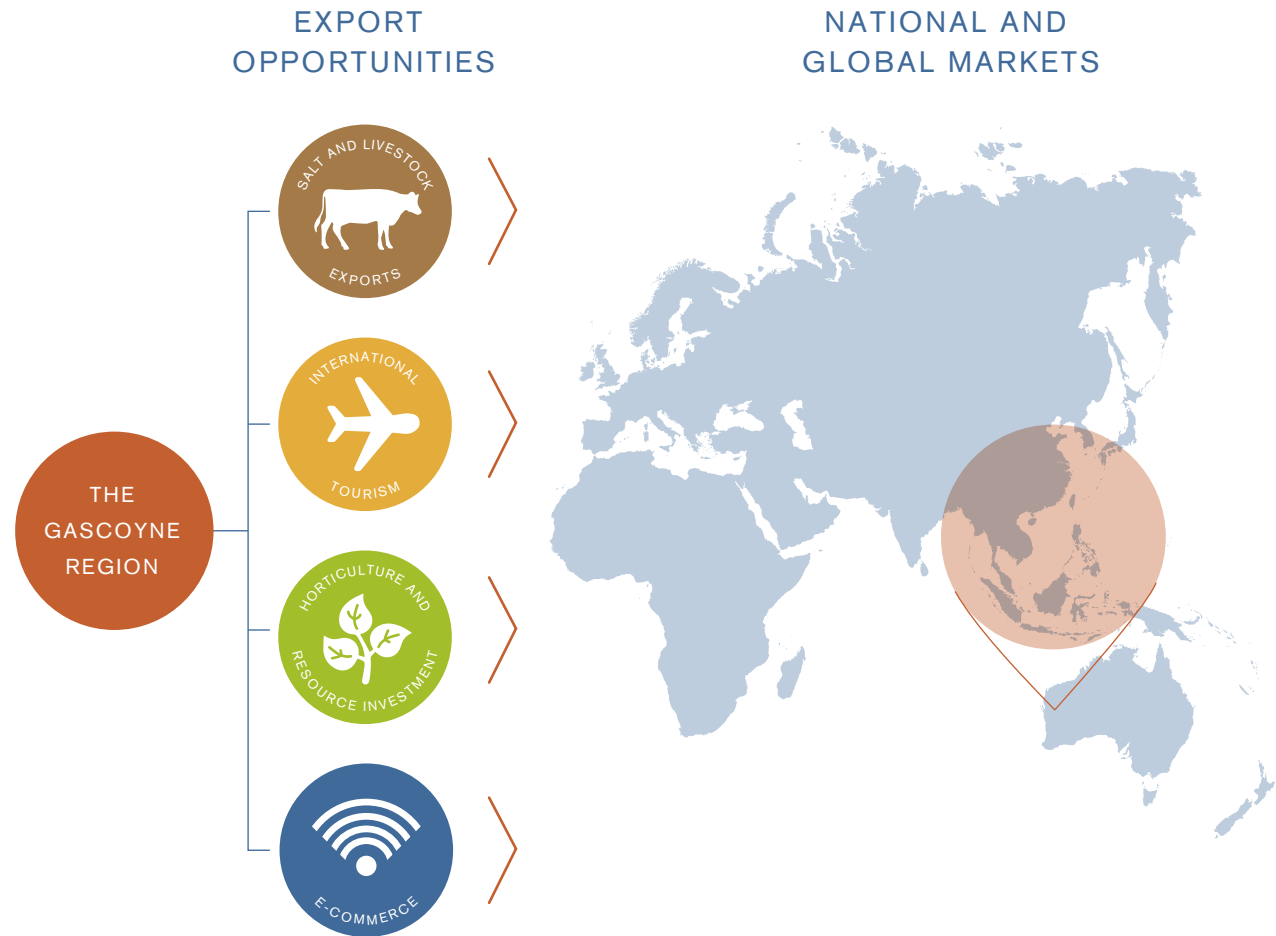 EXPORT
OPPORTUNITIES
NATIONAL AND
GLOBAL MARKETS
SALT AND LIVESTOCK
EXPORTS
INTERNATIONAL
TOURISM
THE
GASCOYNE
REGION
HORTICULTURE AND
RESOURCE INVESTMENT
E-COMMERCE